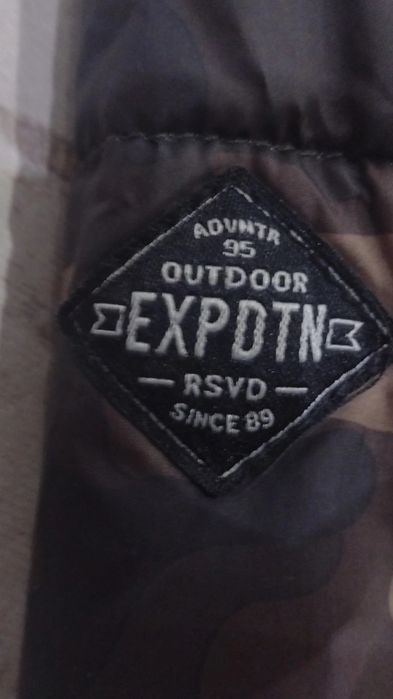 ADVNTR
95
OUTDOOR
EXPDTN
— RSVD —
SINCE 89